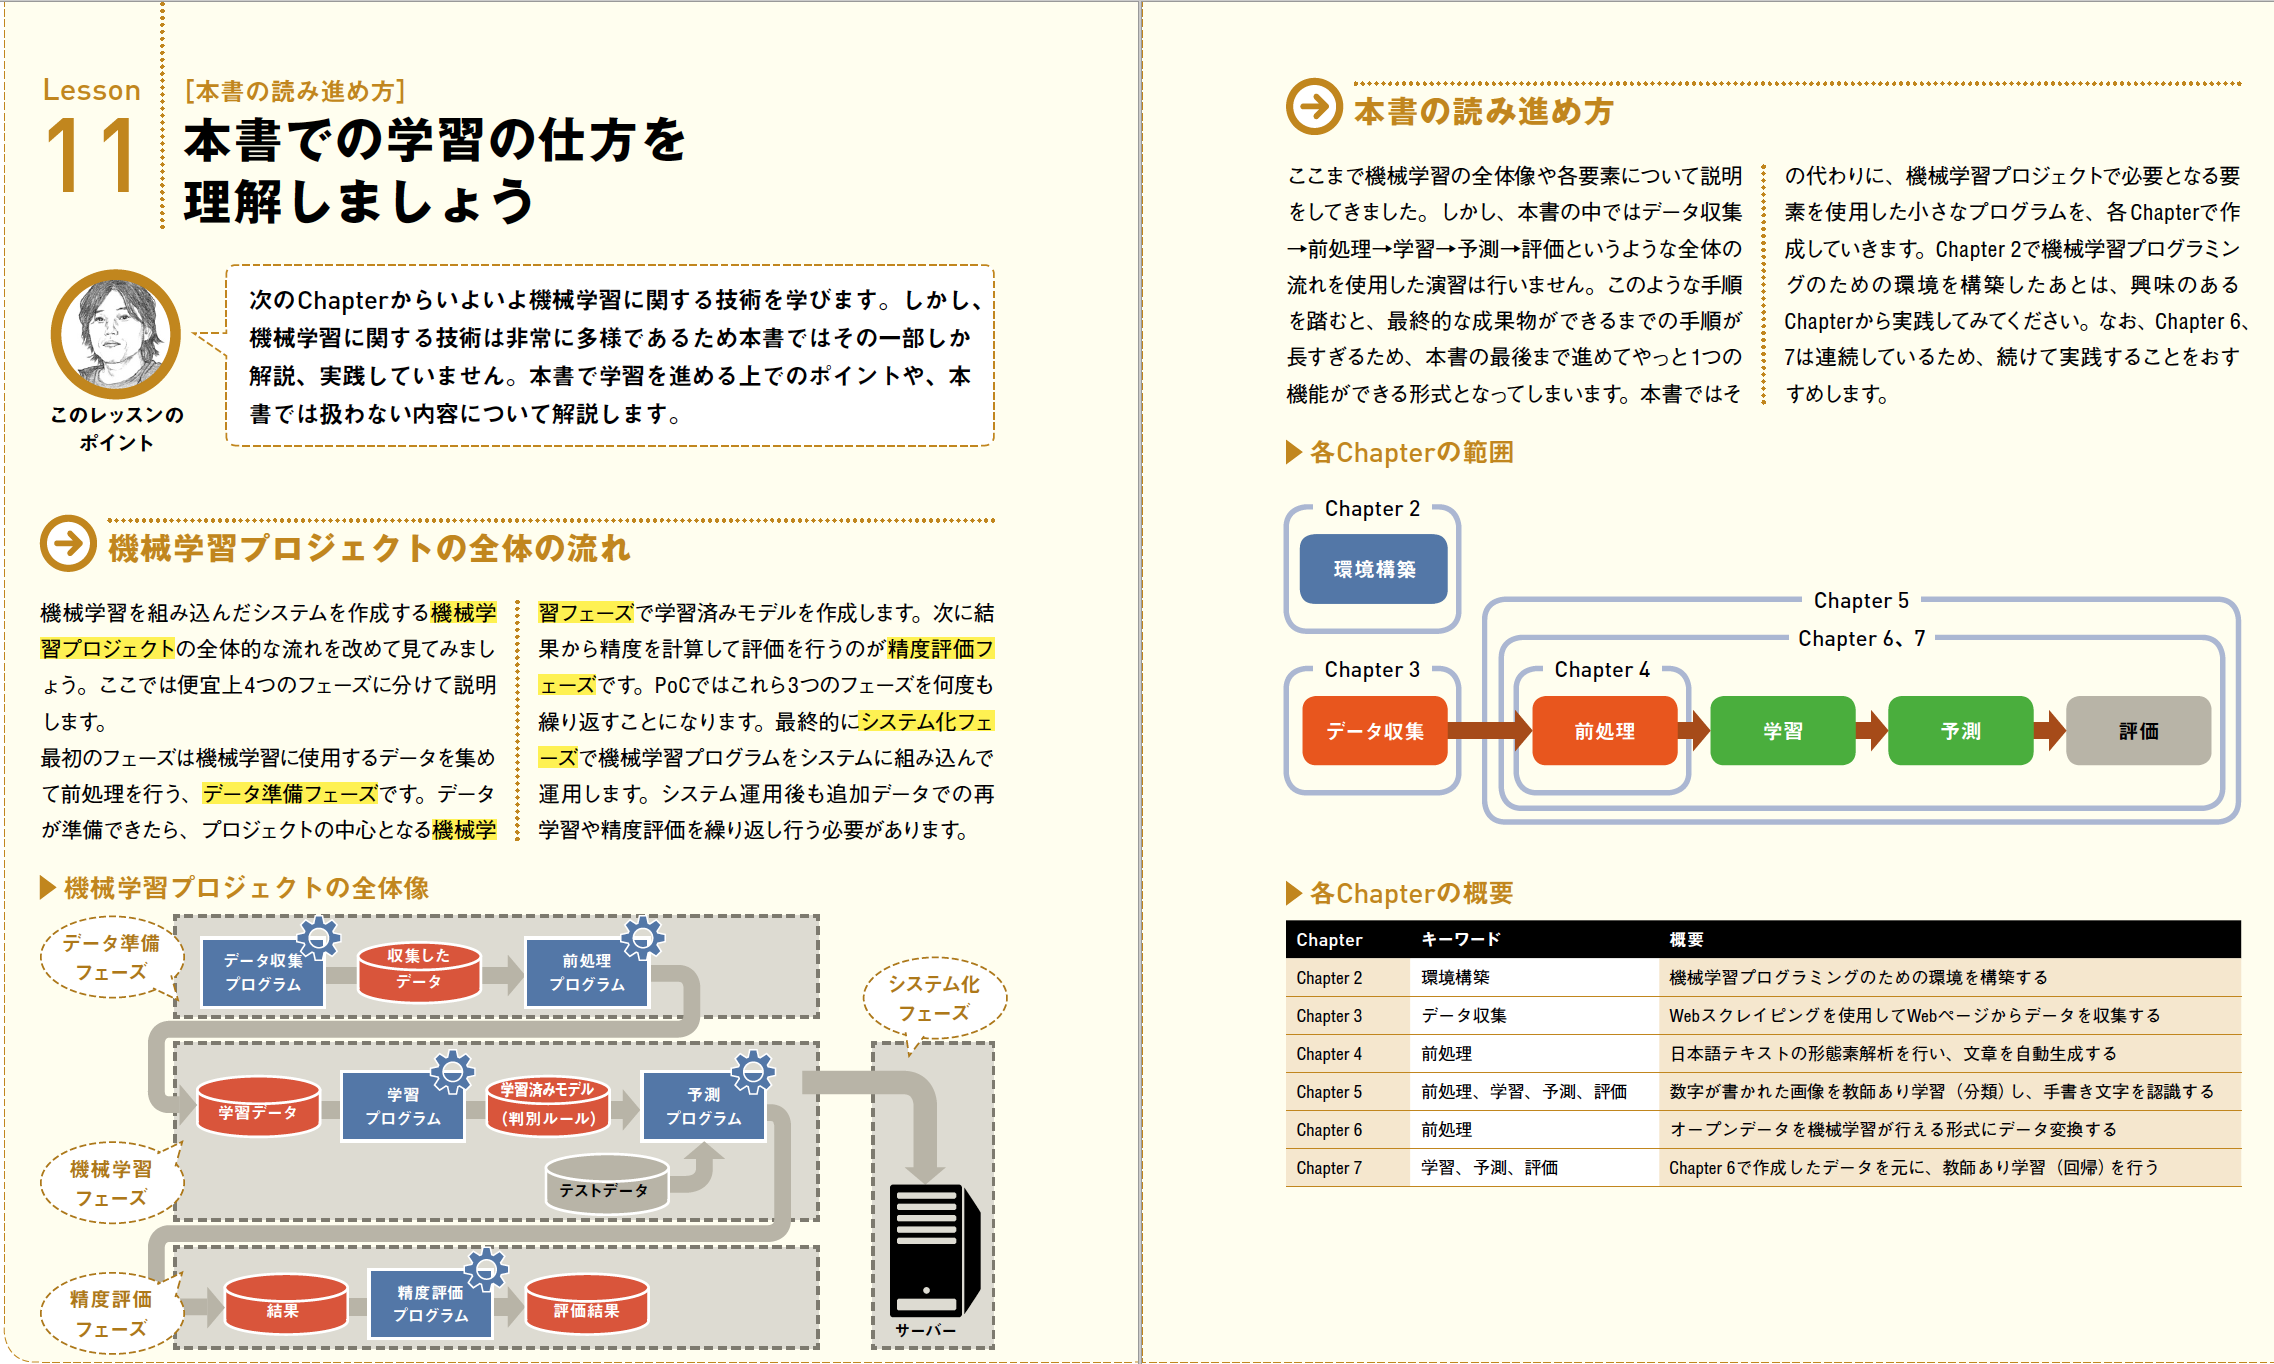 Lesson
11
[本書の読み進め方]
本書での学習の仕方を
理解しましょう
このレッスンの
ポイント
次のChapterからいよいよ機械学習に関する技術を学びます。しかし、
機械学習に関する技術は非常に多様であるため本書ではその一部しか
解説、実践していません。本書で学習を進める上でのポイントや、本
書では扱わない内容について解説します。
機械学習プロジェクトの全体の流れ
機械学習を組み込んだシステムを作成する機械学
習プロジェクトの全体的な流れを改めて見てみまし
ょう。ここでは便宜上4つのフェーズに分けて説明
します。
最初のフェーズは機械学習に使用するデータを集め
て前処理を行う、データ準備フェーズです。データ
が準備できたら、プロジェクトの中心となる機械学
習フェーズで学習済みモデルを作成します。次に結
果から精度を計算して評価を行うのが精度評価フ
ェーズです。PoCではこれら3つのフェーズを何度も
繰り返すことになります。最終的にシステム化フェ
ーズで機械学習プログラムをシステムに組み込んで
運用します。システム運用後も追加データでの再
学習や精度評価を繰り返し行う必要があります。
▶機械学習プロジェクトの全体像
データ準備
フェーズ
データ収集
プログラム
収集した
データ
前処理
プログラム
システム化
フェーズ
学習データ
学習
プログラム
学習済みモデル
(判別ルール)
予測
プログラム
テストデータ
機械学習
フェーズ
精度評価
フェーズ
結果
精度評価
プログラム
評価結果
サーバー
本書の読み進め方
ここまで機械学習の全体像や各要素について説明
をしてきました。しかし、本書の中ではデータ収集
→前処理→学習→予測→評価というような全体の
流れを使用した演習は行いません。このような手順
を踏むと、最終的な成果物ができるまでの手順が
長すぎるため、本書の最後まで進めてやっと1つの
機能ができる形式となってしまいます。本書ではそ
の代わりに、機械学習プロジェクトで必要となる要
素を使用した小さなプログラムを、各Chapterで作
成していきます。Chapter 2で機械学習プログラミン
グのための環境を構築したあとは、興味のある
Chapterから実践してみてください。なお、Chapter 6、
7は連続しているため、続けて実践することをおす
すめします。
▶各Chapterの範囲
Chapter 2
環境構築
Chapter 5
Chapter 6、7
Chapter 3
Chapter 4
データ収集
前処理
学習
予測
評価
▶各Chapterの概要
Chapter キーワード 概要
Chapter 2 環境構築 機械学習プログラミングのための環境を構築する
Chapter 3 データ収集 Webスクレイピングを使用してWebページからデータを収集する
Chapter 4 前処理 日本語テキストの形態素解析を行い、文章を自動生成する
Chapter 5 前処理、学習、予測、評価 数字が書かれた画像を教師あり学習（分類）し、手書き文字を認識する
Chapter 6 前処理 オープンデータを機械学習が行える形式にデータ変換する
Chapter 7 学習、予測、評価 Chapter 6で作成したデータを元に、教師あり学習（回帰）を行う